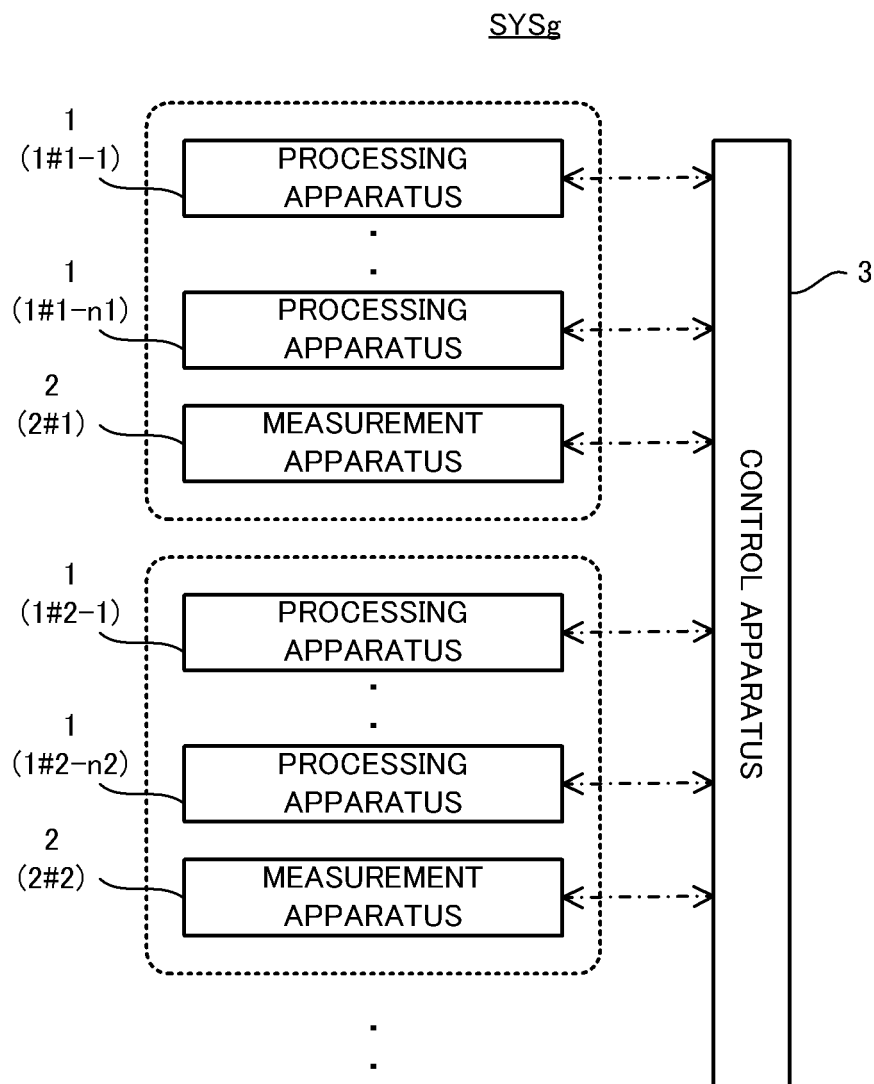 SYSg
1
(1#1-1)
PROCESSING
APPARATUS
1
(1#1-n1)
PROCESSING
APPARATUS
3
2
(2#1)
MEASUREMENT
APPARATUS
CONTROL APPARATUS
1
(1#2-1)
PROCESSING
APPARATUS
1
(1#2-n2)
PROCESSING
APPARATUS
2
(2#2)
MEASUREMENT
APPARATUS